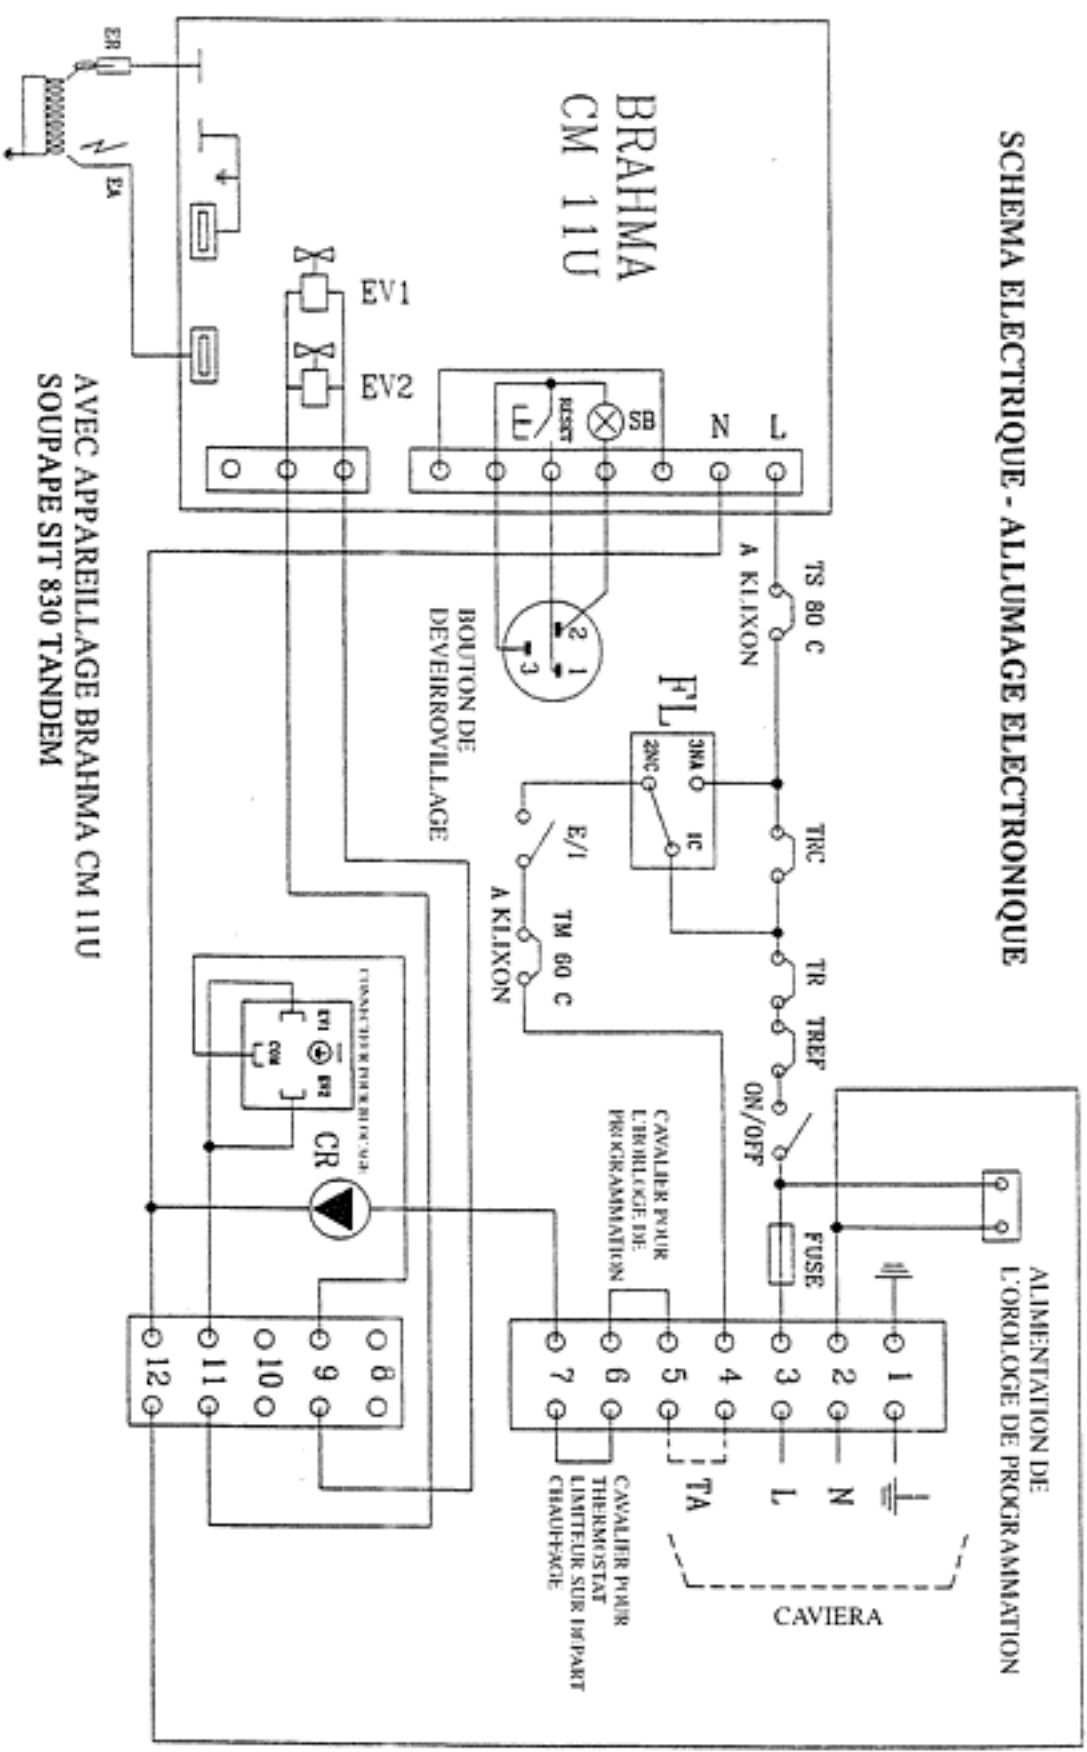 SCHEMA ELECTRIQUE - ALLUMAGE ELECTRONIQUE
BRAHMA
CM 11U
ER
EA
EV1
EV2
SB
RESET
N
L
TS 80 C
A KLIXON
2
1
3
BOUTON DE
DEVEIRROVILLAGE
FL
3NA
2NC
1C
TRC
TR
TREF
ON/OFF
FUSE
E/I
TM 60 C
A KLIXON
ALIMENTATION DE
L'OROLOGE DE PROGRAMMATION
CAVALIER POUR
L'HORLOGE DE
PROGRAMMATION
EV1
EV2
COM
CR
1
2
3
4
5
6
7
8
9
10
11
12
N
L
TA
CAVIERA
CAVALIER POUR
THERMOSTAT
LIMITEUR SUR DEPART
CHAUFFAGE
AVEC APPAREILLAGE BRAHMA CM 11U
SOUPAPE SIT 830 TANDEM